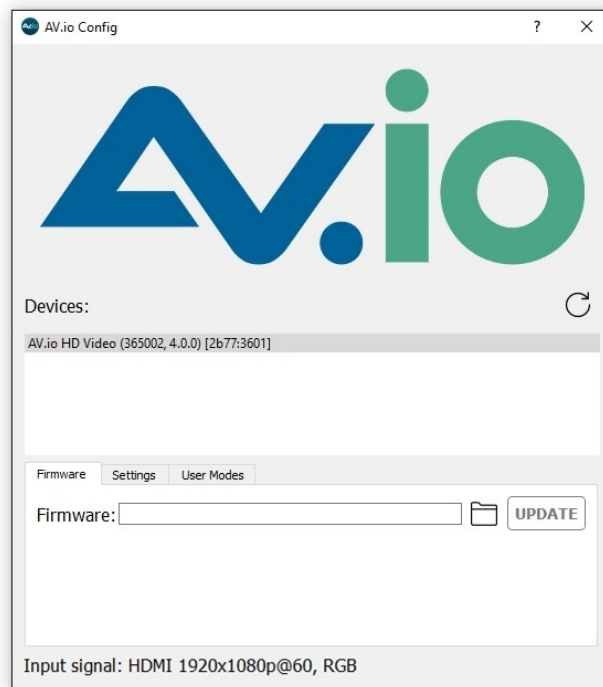 AV.io Config
AV.io
Devices:
AV.io HD Video (365002, 4.0.0) [2b77:3601]
Firmware Settings User Modes
Firmware: UPDATE
Input signal: HDMI 1920x1080p@60, RGB